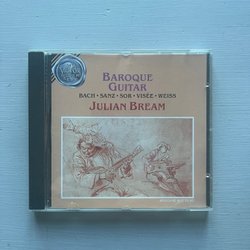 BAROQUE
GUITAR
BACH • SANZ • SOR • VISÉE • WEISS
JULIAN BREAM